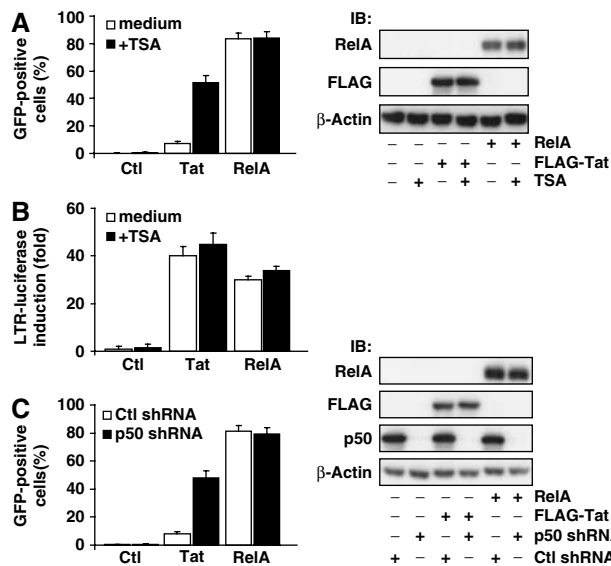 A
medium
+TSA
GFP-positive
cells (%)
100
80
60
40
20
0
Ctl Tat RelA
IB:
RelA
FLAG
β-Actin
– – – – + + RelA
– – + + – – FLAG-Tat
– + – + – + TSA
B
medium
+TSA
LTR-luciferase
induction (fold)
60
40
20
0
Ctl Tat RelA
C
Ctl shRNA
p50 shRNA
GFP-positive
cells(%)
100
80
60
40
20
0
Ctl Tat RelA
IB:
RelA
FLAG
p50
β-Actin
– – – – + + RelA
– – + + – – FLAG-Tat
– + – + – + p50 shRNA
+ – + – + – Ctl shRNA